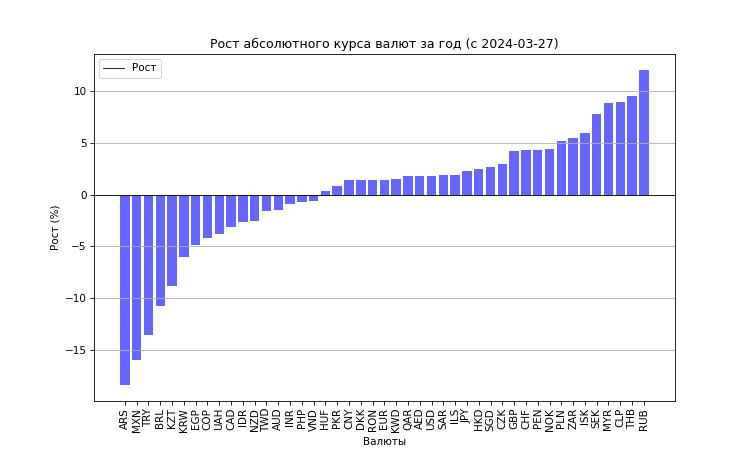 Рост абсолютного курса валют за год (с 2024-03-27)
Рост
10
5
0
−5
−10
−15
Рост (%)
ARS MXN TRY BRL KZT KRW EGP COP UAH CAD IDR NZD TWD AUD INR PHP VND HUF PKR CNY DKK RON EUR KWD QAR AED USD SAR ILS JPY HKD SGD CZK GBP CHF PEN NOK PLN ZAR ISK SEK MYR CLP THB RUB
Валюты